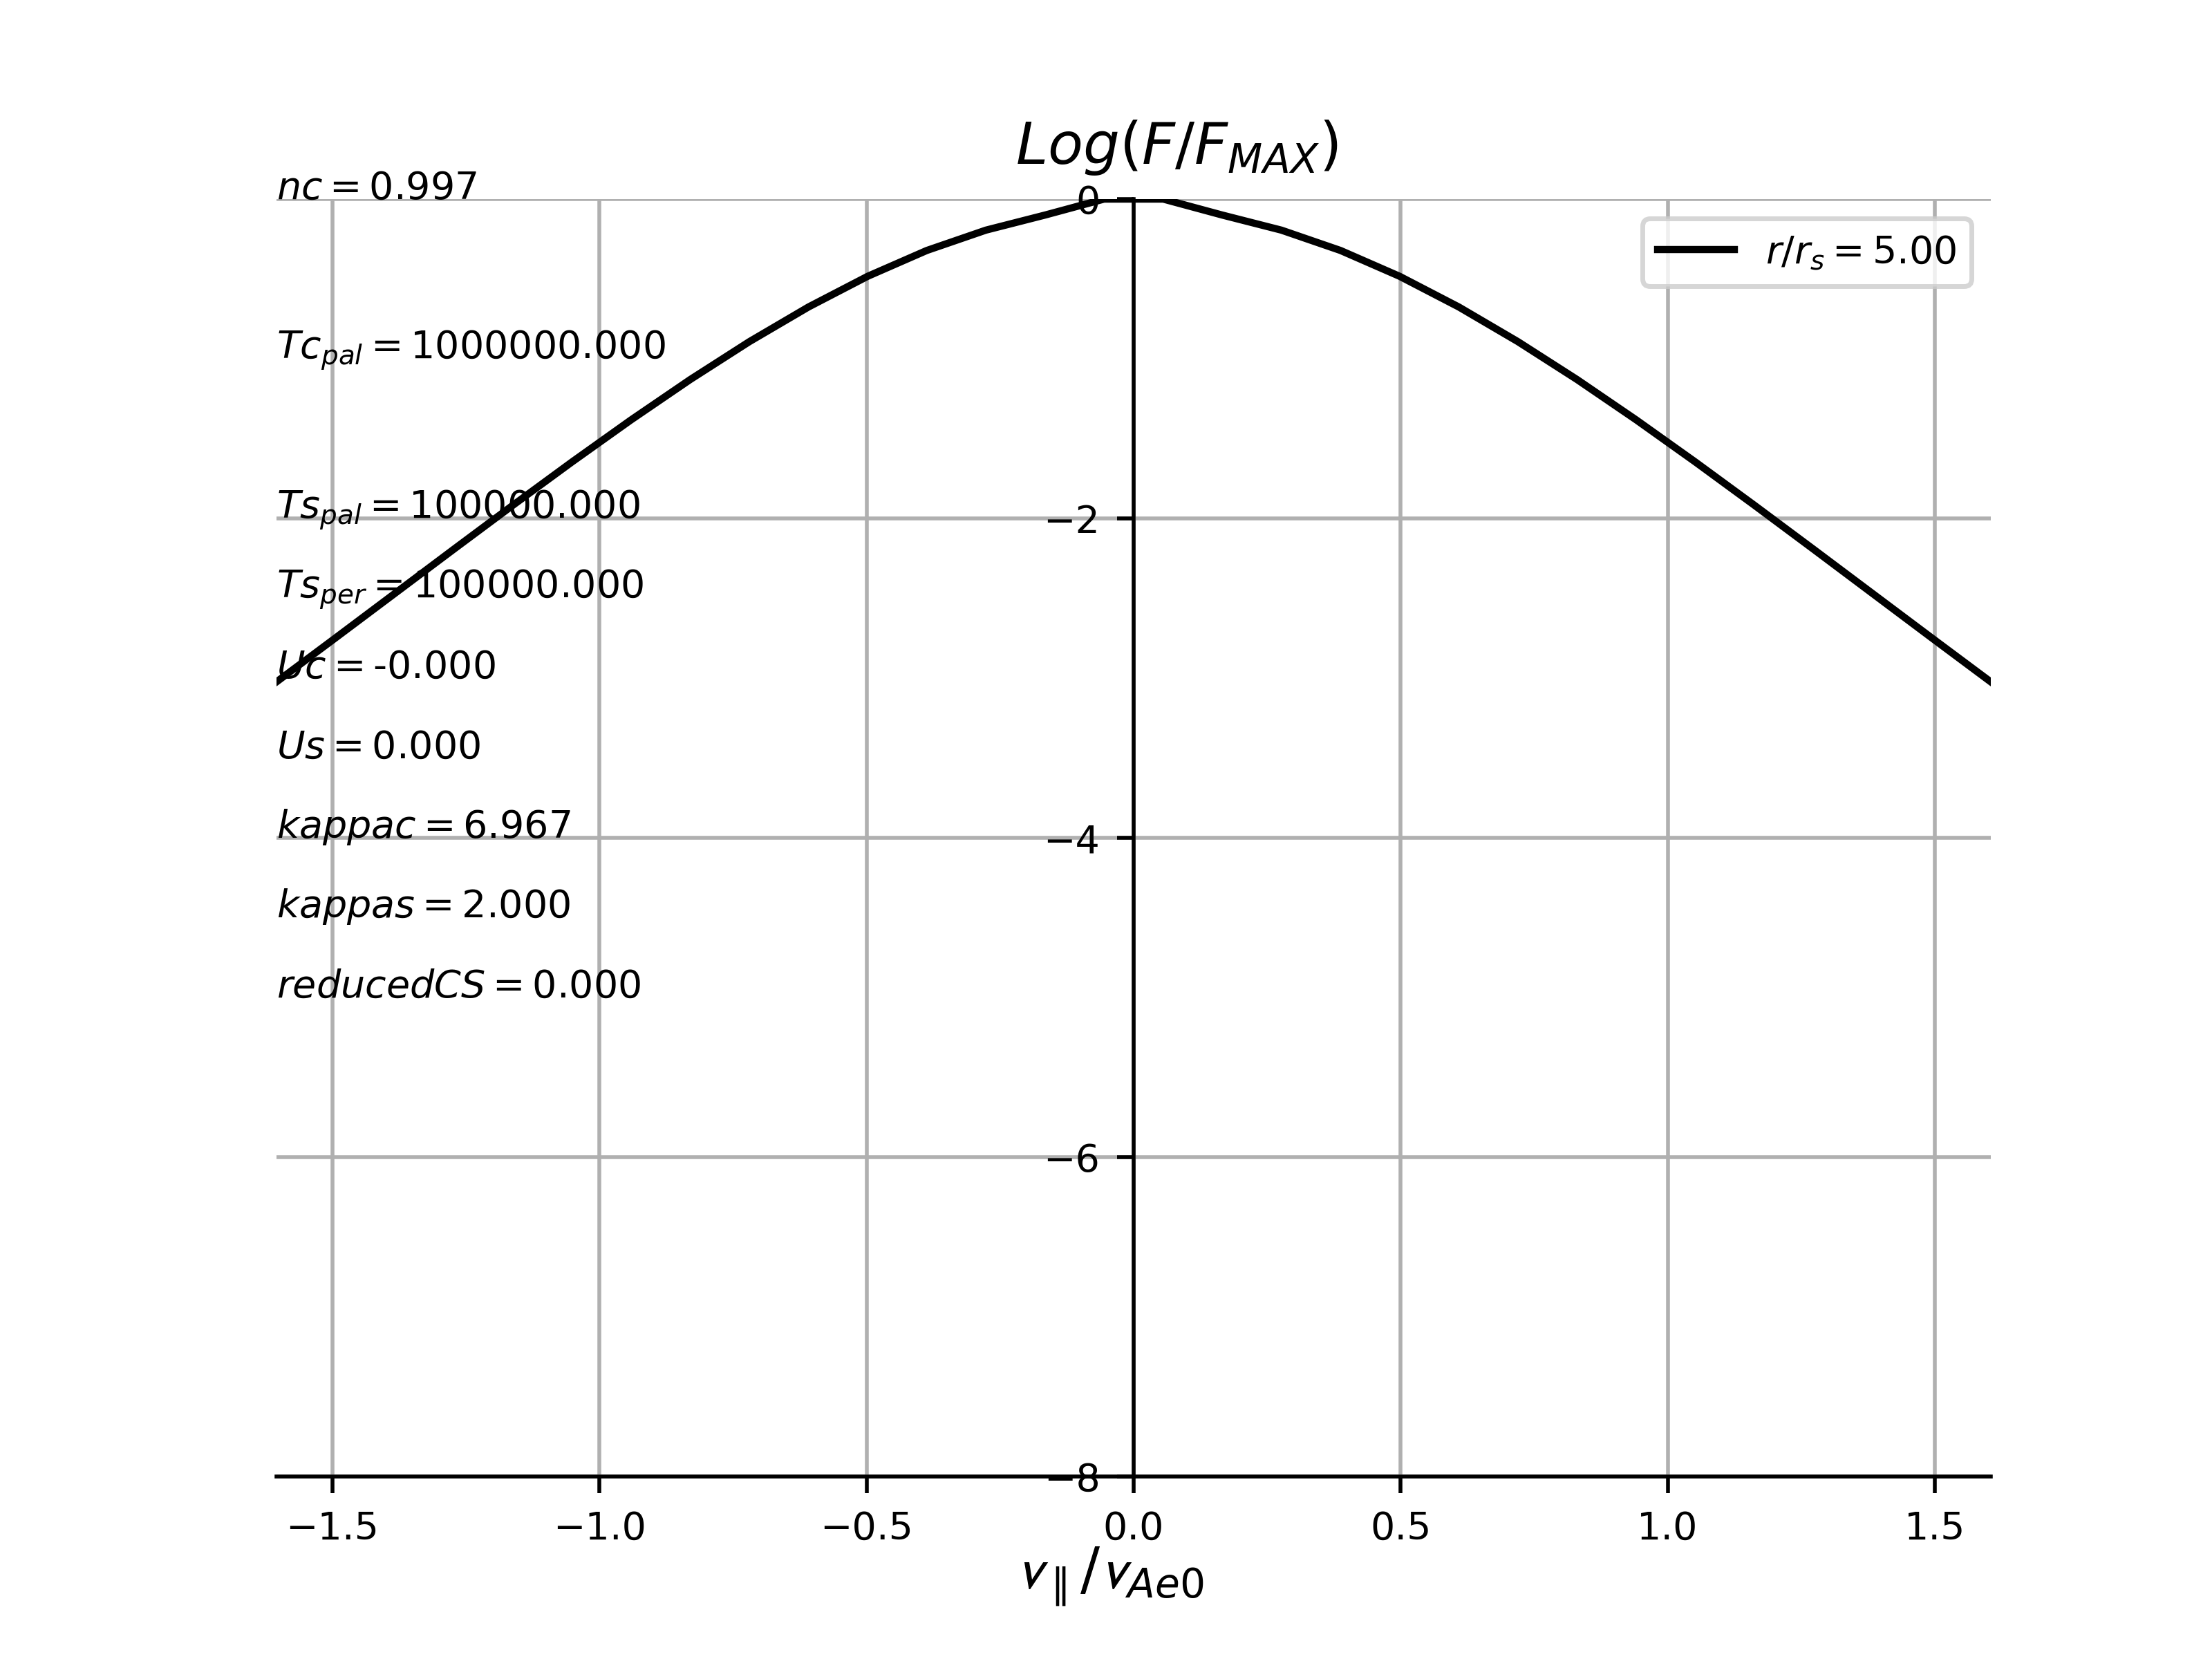 Log(F/F_MAX)
nc = 0.997
0
r/r_s = 5.00
Tc_pal = 1000000.000
Ts_pal = 100000.000
−2
Ts_per = 100000.000
Uc = -0.000
Us = 0.000
kappac = 6.967
−4
kappas = 2.000
reducedCS = 0.000
−6
−8
−1.5 −1.0 −0.5 0.0 0.5 1.0 1.5
v_∥/v_Ae0